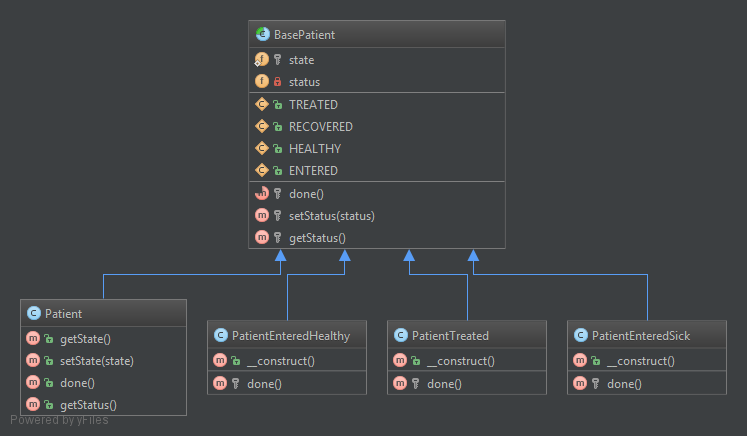 BasePatient
state
status
TREATED
RECOVERED
HEALTHY
ENTERED
done()
setStatus(status)
getStatus()
Patient
getState()
setState(state)
done()
getStatus()
PatientEnteredHealthy
__construct()
done()
PatientTreated
__construct()
done()
PatientEnteredSick
__construct()
done()
Powered by yFiles